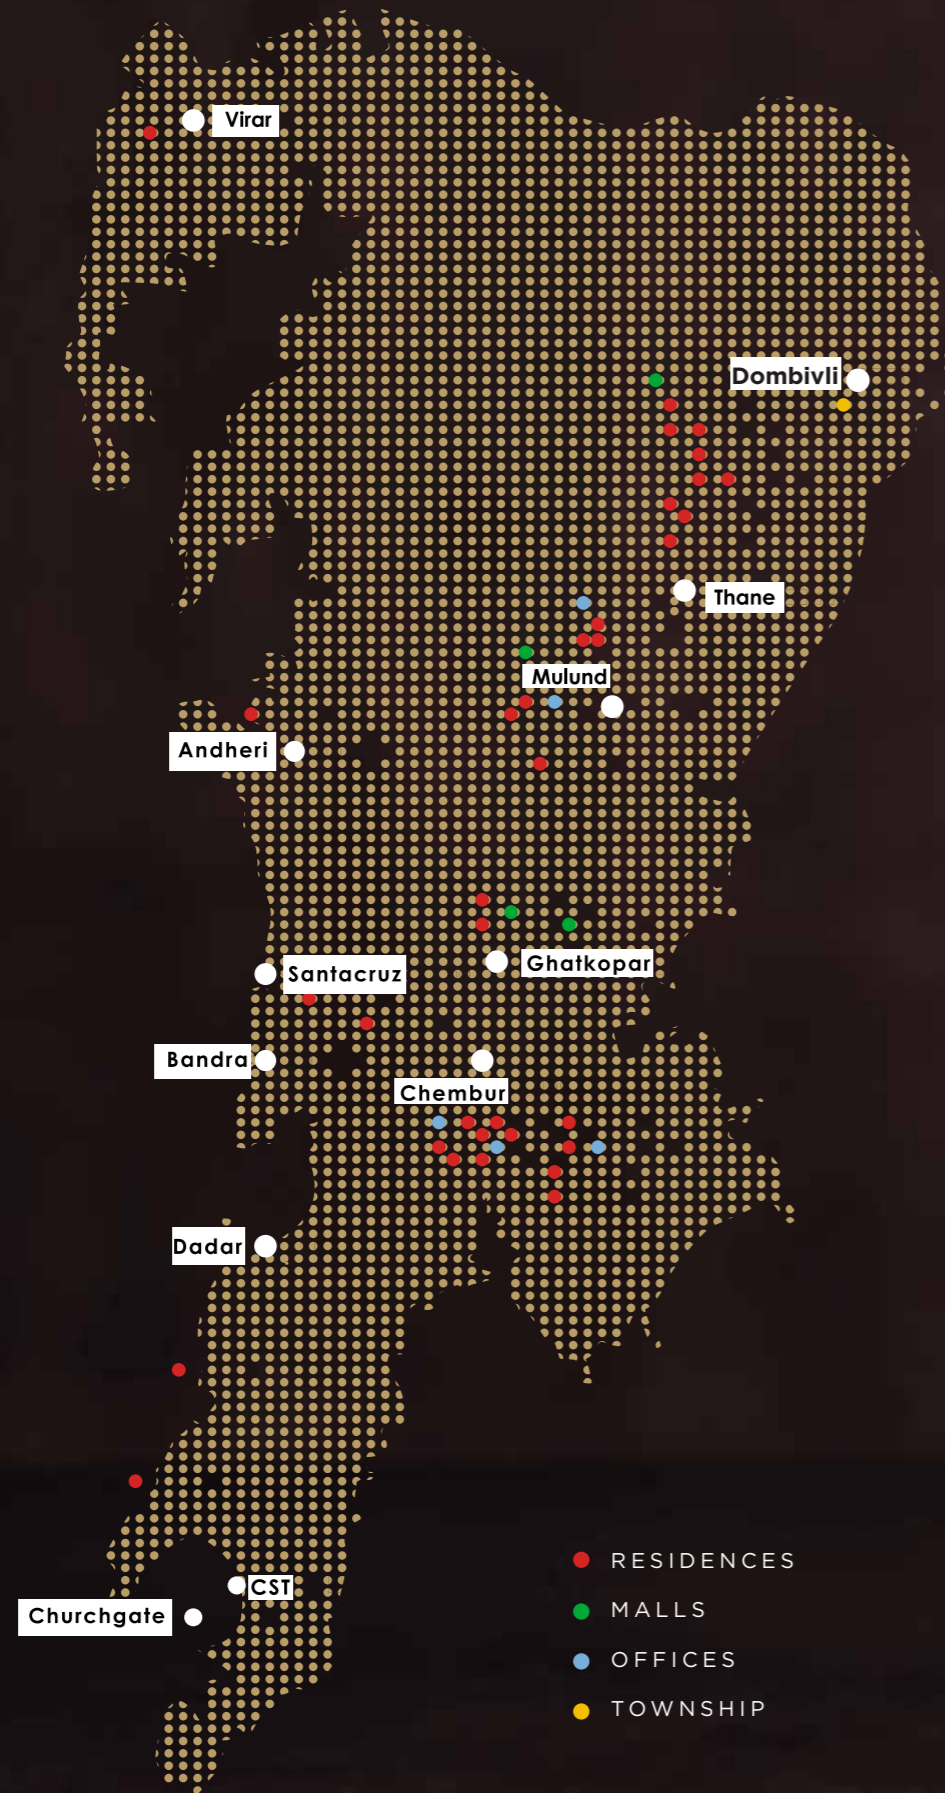 Virar
Dombivli
Thane
Mulund
Andheri
Ghatkopar
Santacruz
Bandra
Chembur
Dadar
CST
Churchgate
RESIDENCES
MALLS
OFFICES
TOWNSHIP